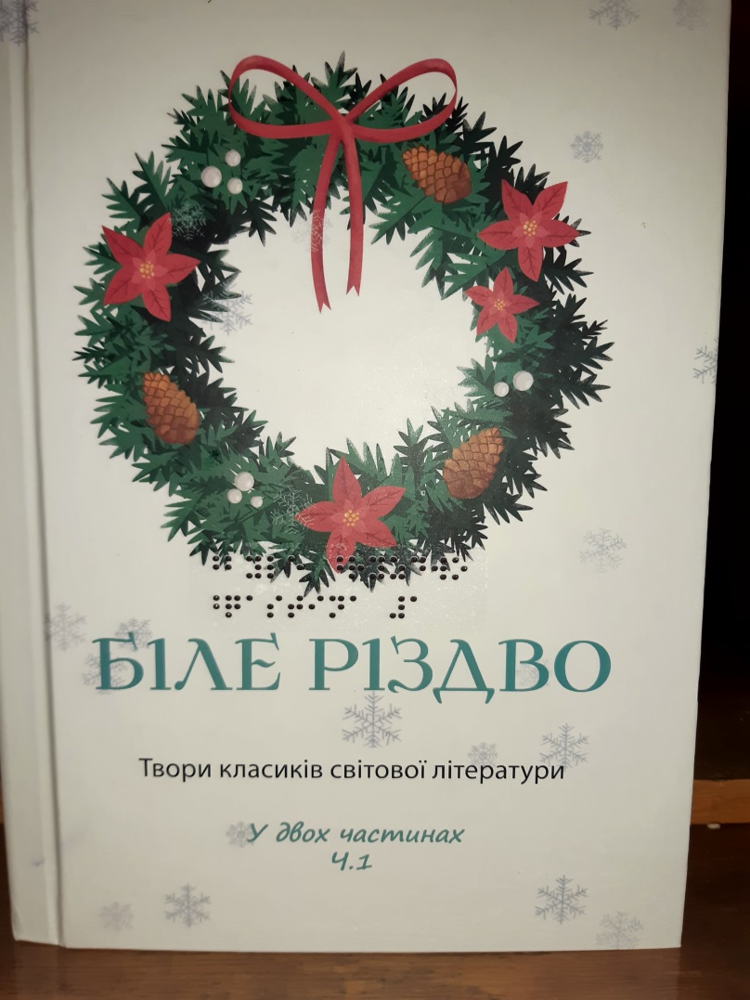 БІЛЕ РІЗДВО
Твори класиків світової літератури
У двох частинах
Ч.1